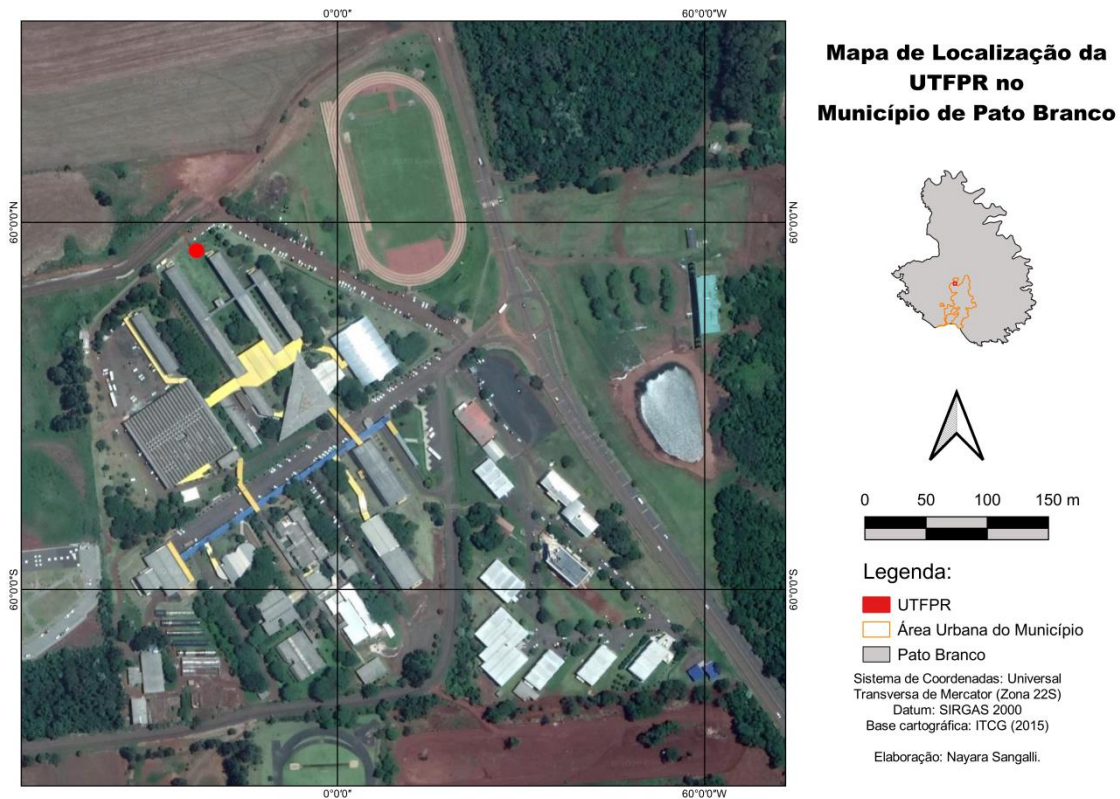 0°0'0"
60°0'0"W
Mapa de Localização da
UTFPR no
Município de Pato Branco
60°0'0"N
60°0'0"N
0
50
100
150 m
Legenda:
60°0'0"S
60°0'0"S
UTFPR
Área Urbana do Município
Pato Branco
Sistema de Coordenadas: Universal
Transversa de Mercator (Zona 22S)
Datum: SIRGAS 2000
Base cartográfica: ITCG (2015)
Elaboração: Nayara Sangalli.
0°0'0"
60°0'0"W